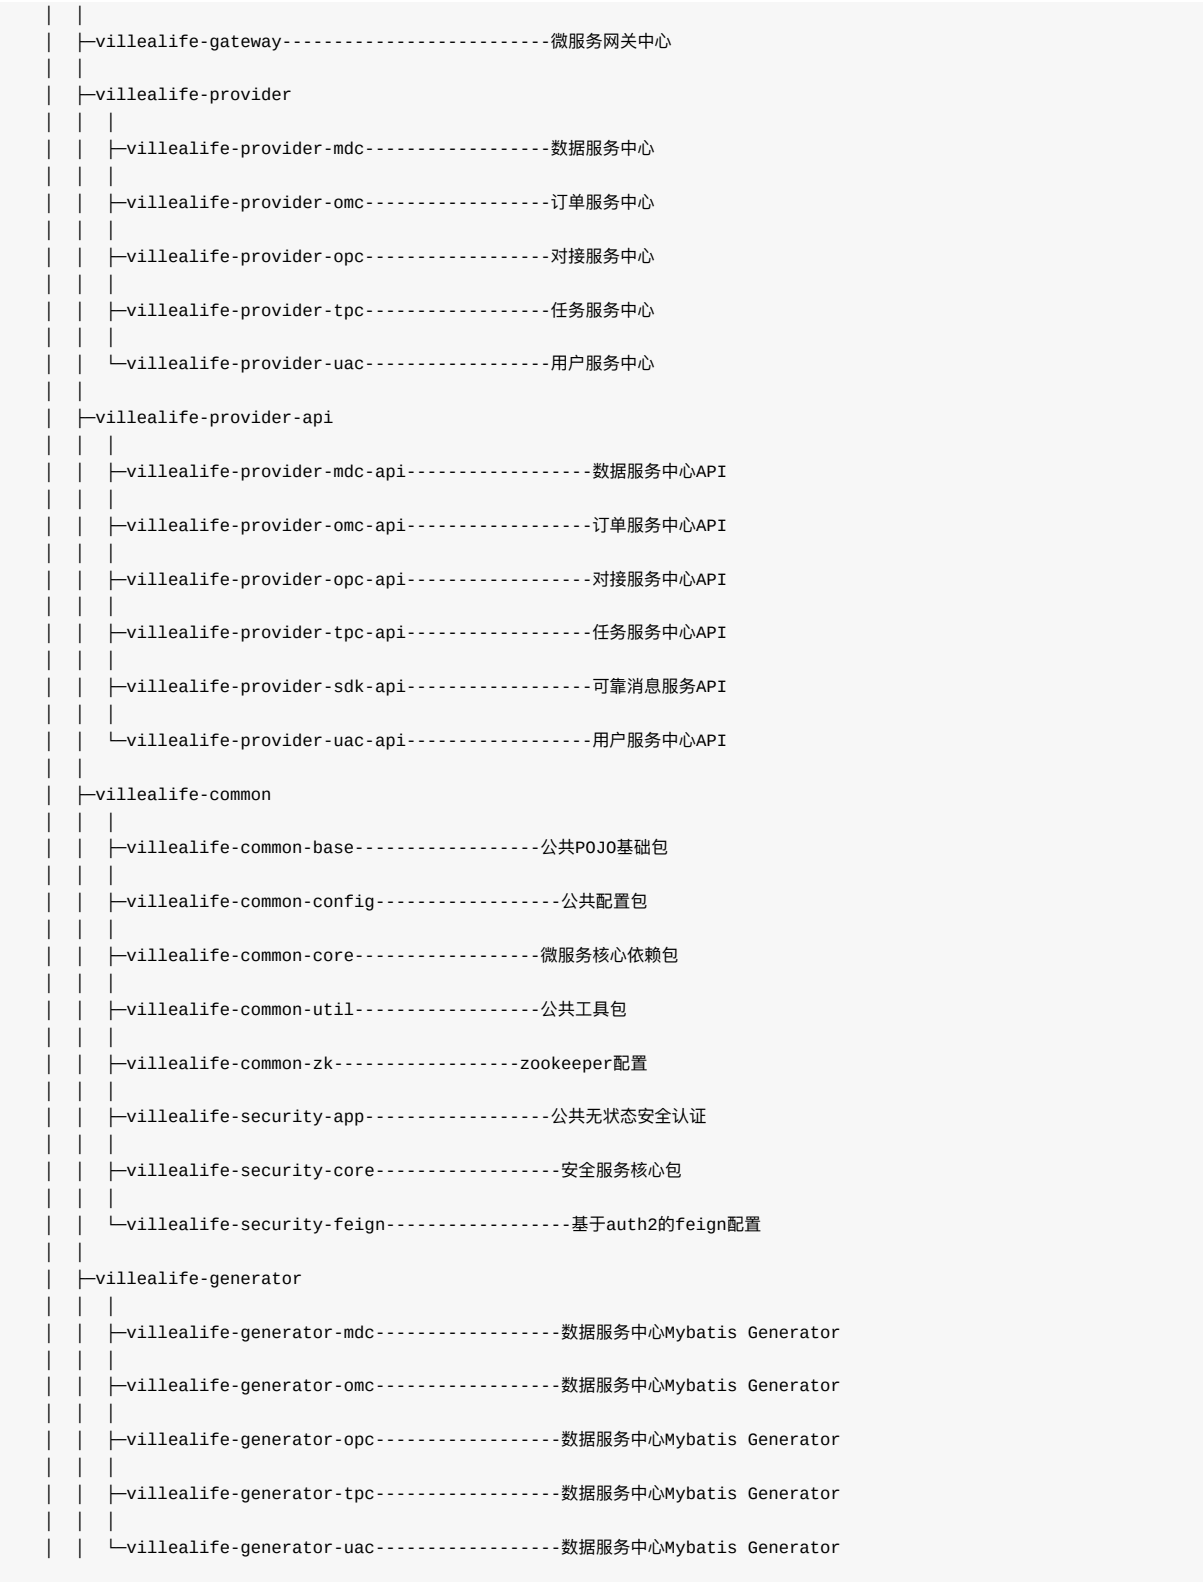 │  │
│  ├─villealife-gateway--------------------------微服务网关中心
│  │
│  ├─villealife-provider
│  │  │
│  │  ├─villealife-provider-mdc------------------数据服务中心
│  │  │
│  │  ├─villealife-provider-omc------------------订单服务中心
│  │  │
│  │  ├─villealife-provider-opc------------------对接服务中心
│  │  │
│  │  ├─villealife-provider-tpc------------------任务服务中心
│  │  │
│  │  └─villealife-provider-uac------------------用户服务中心
│  │
│  ├─villealife-provider-api
│  │  │
│  │  ├─villealife-provider-mdc-api------------------数据服务中心API
│  │  │
│  │  ├─villealife-provider-omc-api------------------订单服务中心API
│  │  │
│  │  ├─villealife-provider-opc-api------------------对接服务中心API
│  │  │
│  │  ├─villealife-provider-tpc-api------------------任务服务中心API
│  │  │
│  │  ├─villealife-provider-sdk-api------------------可靠消息服务API
│  │  │
│  │  └─villealife-provider-uac-api------------------用户服务中心API
│  │
│  ├─villealife-common
│  │  │
│  │  ├─villealife-common-base------------------公共POJO基础包
│  │  │
│  │  ├─villealife-common-config------------------公共配置包
│  │  │
│  │  ├─villealife-common-core------------------微服务核心依赖包
│  │  │
│  │  ├─villealife-common-util------------------公共工具包
│  │  │
│  │  ├─villealife-common-zk------------------zookeeper配置
│  │  │
│  │  ├─villealife-security-app------------------公共无状态安全认证
│  │  │
│  │  ├─villealife-security-core------------------安全服务核心包
│  │  │
│  │  └─villealife-security-feign------------------基于auth2的feign配置
│  │
│  ├─villealife-generator
│  │  │
│  │  ├─villealife-generator-mdc------------------数据服务中心Mybatis Generator
│  │  │
│  │  ├─villealife-generator-omc------------------数据服务中心Mybatis Generator
│  │  │
│  │  ├─villealife-generator-opc------------------数据服务中心Mybatis Generator
│  │  │
│  │  ├─villealife-generator-tpc------------------数据服务中心Mybatis Generator
│  │  │
│  │  └─villealife-generator-uac------------------数据服务中心Mybatis Generator